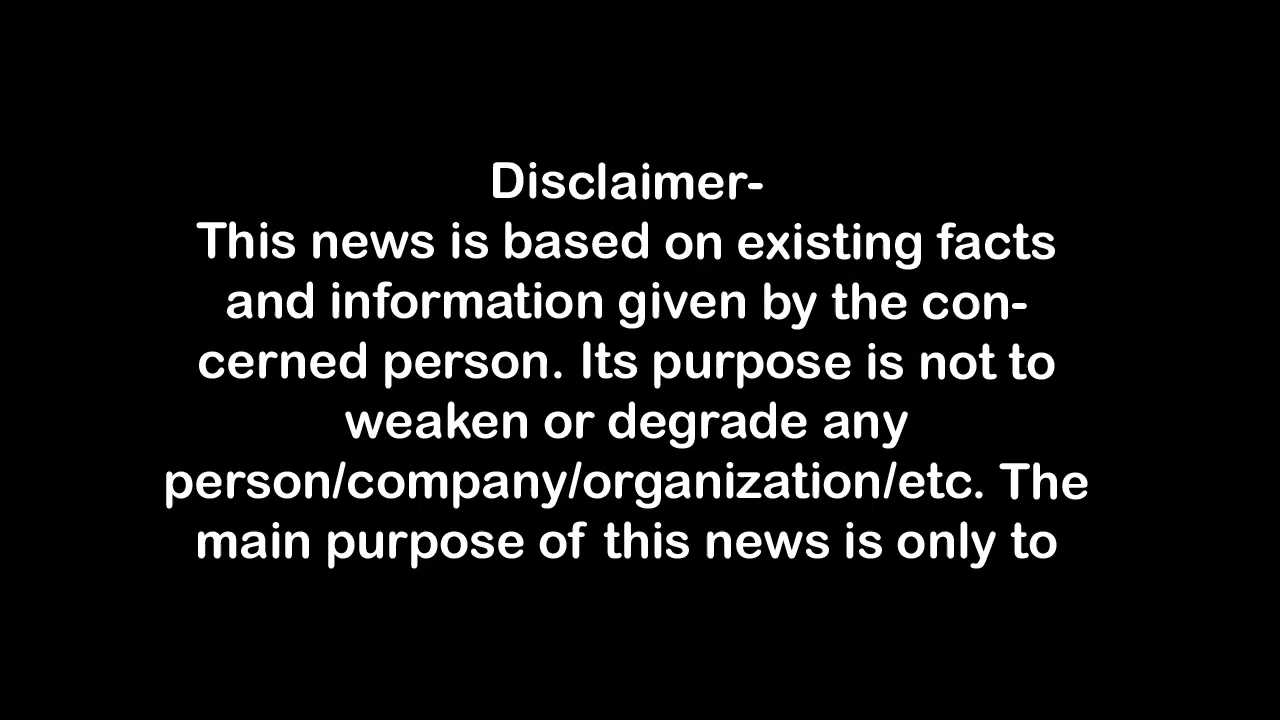 Disclaimer-
This news is based on existing facts
and information given by the con-
cerned person. Its purpose is not to
weaken or degrade any
person/company/organization/etc. The
main purpose of this news is only to